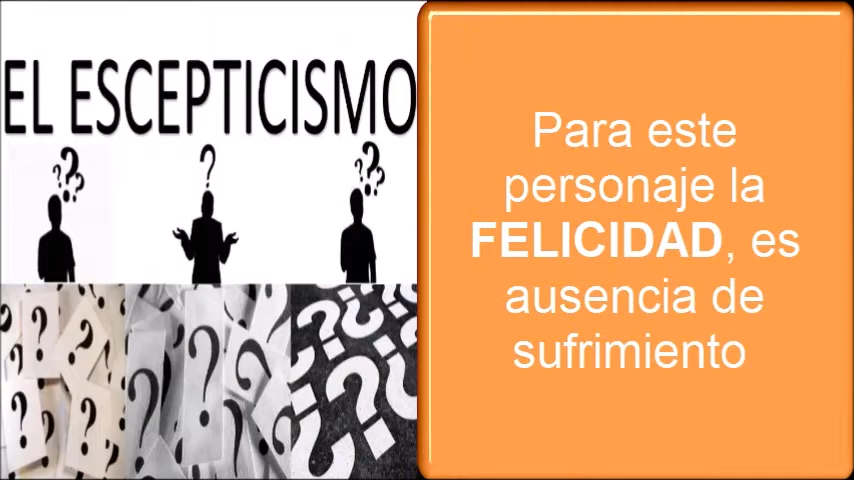 EL ESCEPTICISMO
Para este
personaje la
FELICIDAD, es
ausencia de
sufrimiento